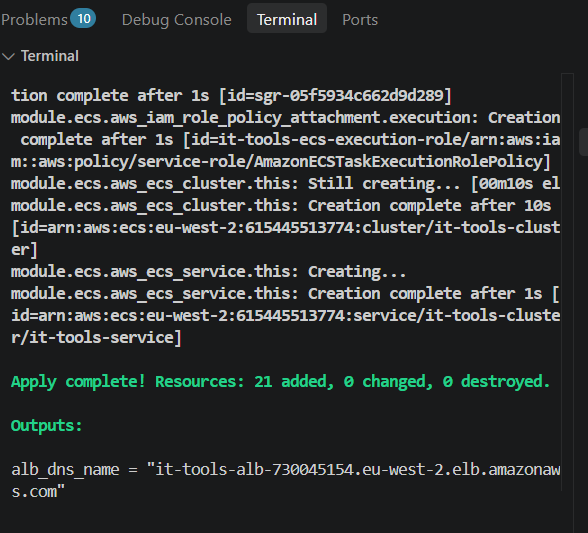 Problems 10 Debug Console Terminal Ports
Terminal
tion complete after 1s [id=sgr-05f5934c662d9d289]
module.ecs.aws_iam_role_policy_attachment.execution: Creation
complete after 1s [id=it-tools-ecs-execution-role/arn:aws:ia
m::aws:policy/service-role/AmazonECSTaskExecutionRolePolicy]
module.ecs.aws_ecs_cluster.this: Still creating... [00m10s el
module.ecs.aws_ecs_cluster.this: Creation complete after 10s
[id=arn:aws:ecs:eu-west-2:615445513774:cluster/it-tools-clust
er]
module.ecs.aws_ecs_service.this: Creating...
module.ecs.aws_ecs_service.this: Creation complete after 1s [
id=arn:aws:ecs:eu-west-2:615445513774:service/it-tools-cluste
r/it-tools-service]
Apply complete! Resources: 21 added, 0 changed, 0 destroyed.
Outputs:
alb_dns_name = "it-tools-alb-730045154.eu-west-2.elb.amazonaw
s.com"